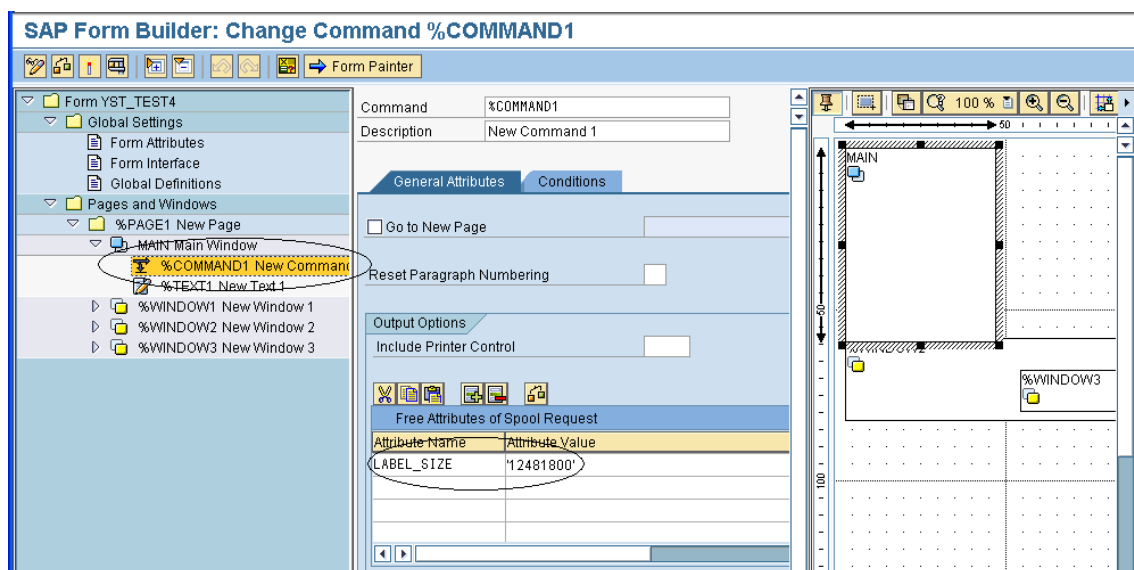 SAP Form Builder: Change Command %COMMAND1
Form Painter
Form YST_TEST4
Global Settings
Form Attributes
Form Interface
Global Definitions
Pages and Windows
%PAGE1 New Page
MAIN Main Window
%COMMAND1 New Command
%TEXT1 New Text 1
%WINDOW1 New Window 1
%WINDOW2 New Window 2
%WINDOW3 New Window 3
Command %COMMAND1
Description New Command 1
General Attributes Conditions
Go to New Page
Reset Paragraph Numbering
Output Options
Include Printer Control
Free Attributes of Spool Request
Attribute Name Attribute Value
LABEL_SIZE '12481800'
100 %
50
MAIN
50
%WINDOW2
%WINDOW3
100